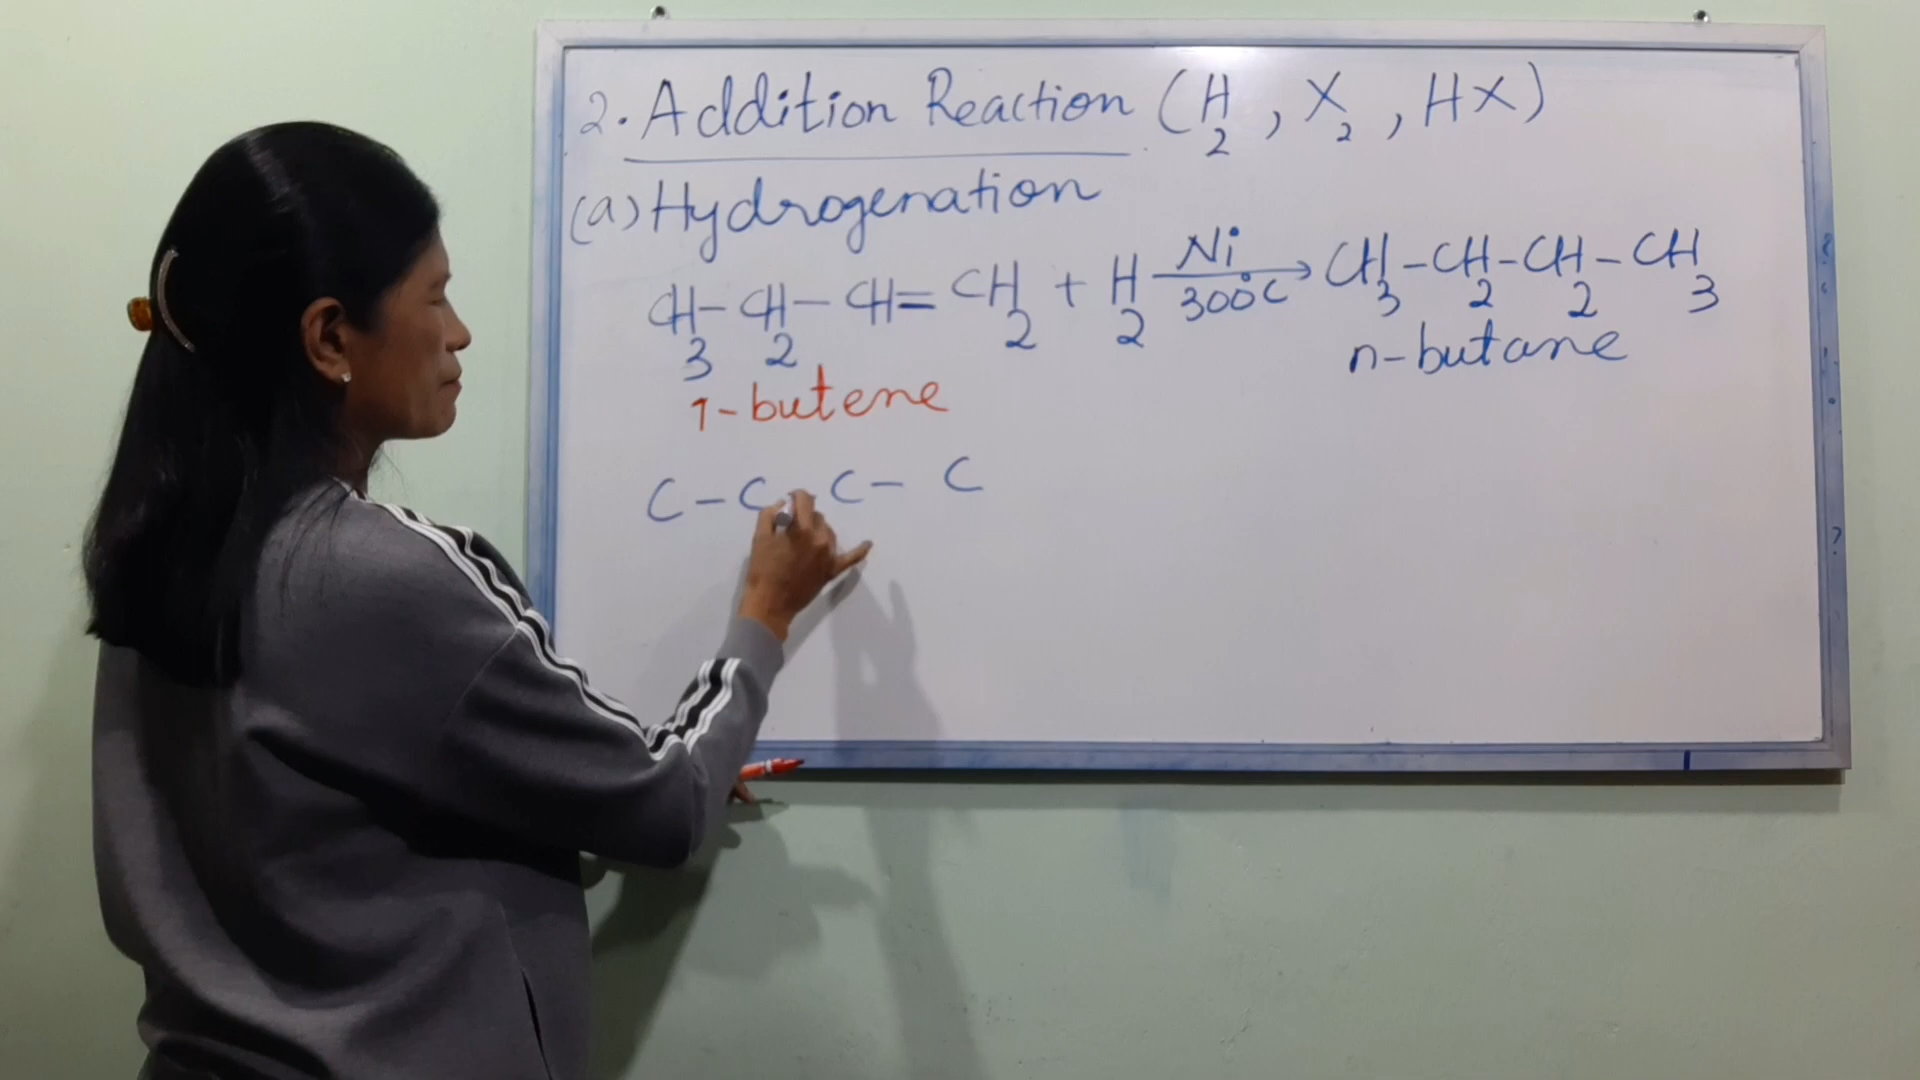 2. Addition Reaction (H₂, X₂, HX)
(a) Hydrogenation
CH₃-CH₂-CH=CH₂ + H₂ Ni 300°C → CH₃-CH₂-CH₂-CH₃
1-butene n-butane
C-C-C-C